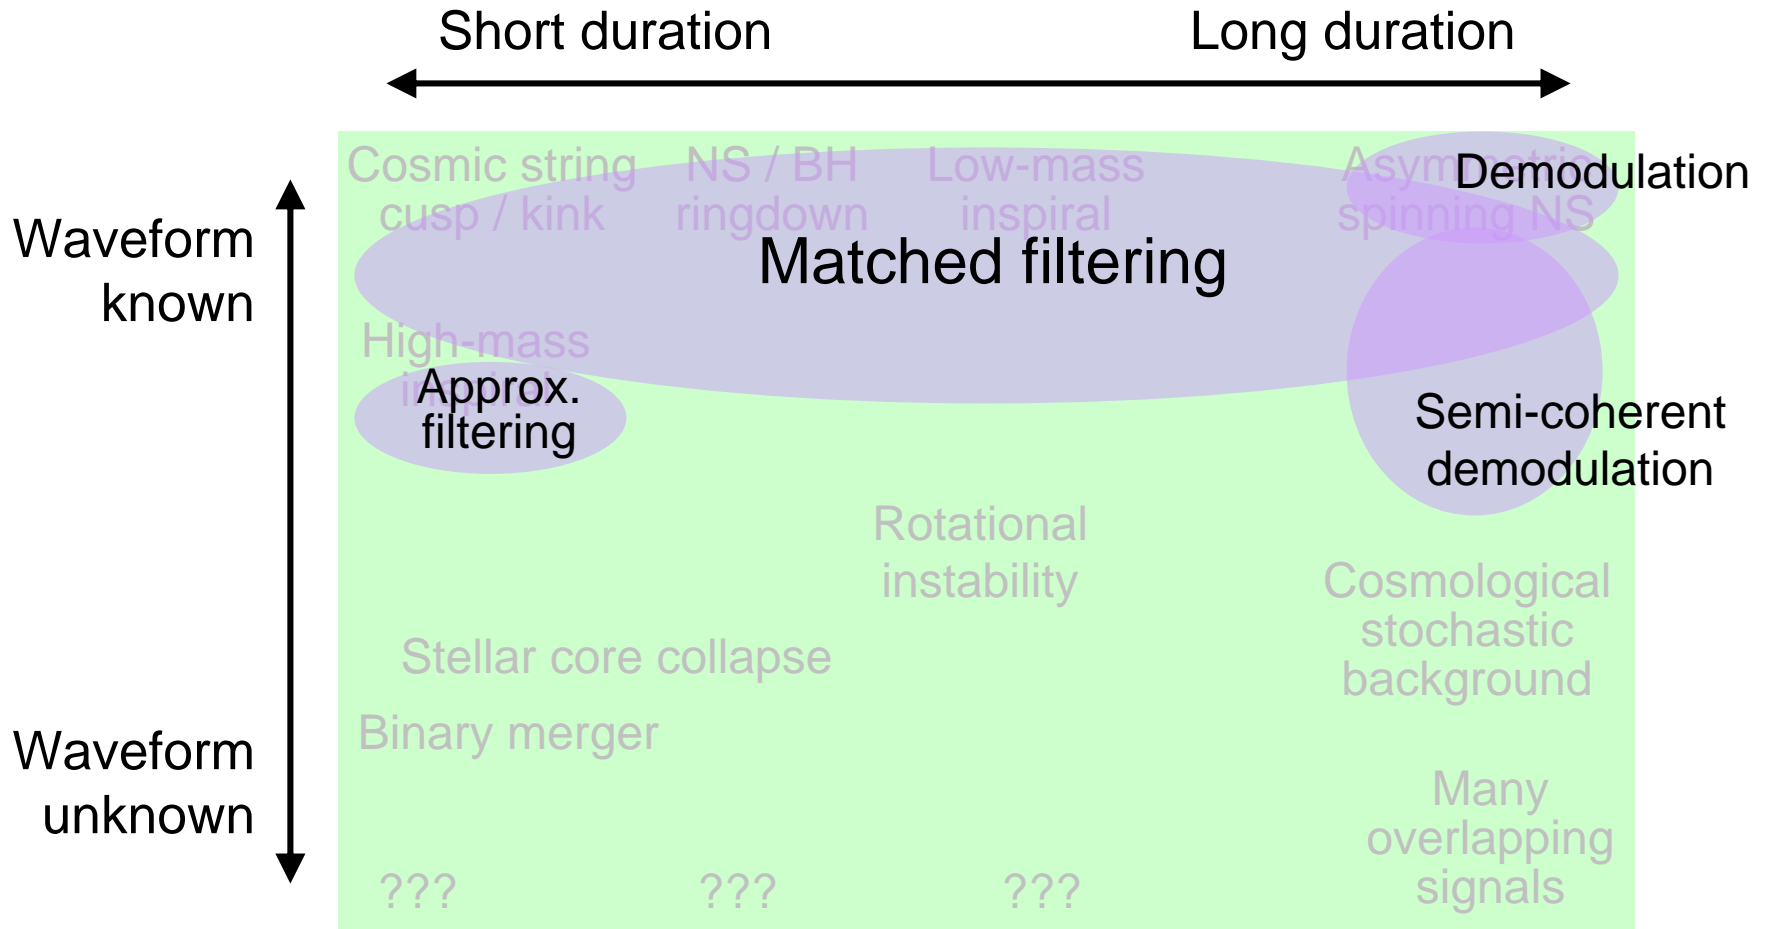 Short duration
Long duration
Waveform
known
Waveform
unknown
Cosmic string
cusp / kink
NS / BH
ringdown
Low-mass
inspiral
Asymmetric
spinning NS
Demodulation
Matched filtering
High-mass
inspiral
Approx.
filtering
Semi-coherent
demodulation
Rotational
instability
Cosmological
stochastic
background
Stellar core collapse
Binary merger
Many
overlapping
signals
???
???
???